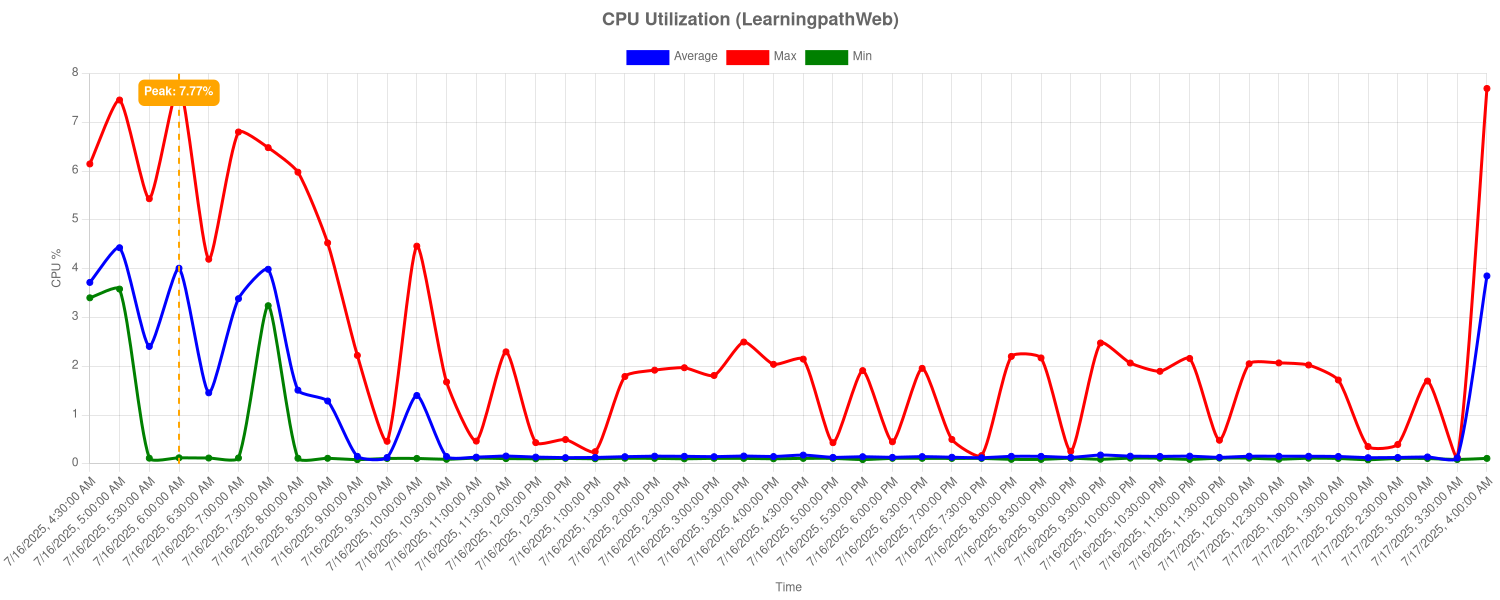 CPU Utilization (LearningpathWeb)
Average Max Min
8
Peak: 7.77%
7
6
5
4
3
2
1
0
CPU %
7/16/2025, 4:30:00 AM
7/16/2025, 5:00:00 AM
7/16/2025, 5:30:00 AM
7/16/2025, 6:00:00 AM
7/16/2025, 6:30:00 AM
7/16/2025, 7:00:00 AM
7/16/2025, 7:30:00 AM
7/16/2025, 8:00:00 AM
7/16/2025, 8:30:00 AM
7/16/2025, 9:00:00 AM
7/16/2025, 9:30:00 AM
7/16/2025, 10:00:00 AM
7/16/2025, 10:30:00 AM
7/16/2025, 11:00:00 AM
7/16/2025, 11:30:00 AM
7/16/2025, 12:00:00 PM
7/16/2025, 12:30:00 PM
7/16/2025, 1:00:00 PM
7/16/2025, 1:30:00 PM
7/16/2025, 2:00:00 PM
7/16/2025, 2:30:00 PM
7/16/2025, 3:00:00 PM
7/16/2025, 3:30:00 PM
7/16/2025, 4:00:00 PM
7/16/2025, 4:30:00 PM
7/16/2025, 5:00:00 PM
7/16/2025, 5:30:00 PM
7/16/2025, 6:00:00 PM
7/16/2025, 6:30:00 PM
7/16/2025, 7:00:00 PM
7/16/2025, 7:30:00 PM
7/16/2025, 8:00:00 PM
7/16/2025, 8:30:00 PM
7/16/2025, 9:00:00 PM
7/16/2025, 9:30:00 PM
7/16/2025, 10:00:00 PM
7/16/2025, 10:30:00 PM
7/16/2025, 11:00:00 PM
7/16/2025, 11:30:00 PM
7/17/2025, 12:00:00 AM
7/17/2025, 12:30:00 AM
7/17/2025, 1:00:00 AM
7/17/2025, 1:30:00 AM
7/17/2025, 2:00:00 AM
7/17/2025, 2:30:00 AM
7/17/2025, 3:00:00 AM
7/17/2025, 3:30:00 AM
7/17/2025, 4:00:00 AM
Time